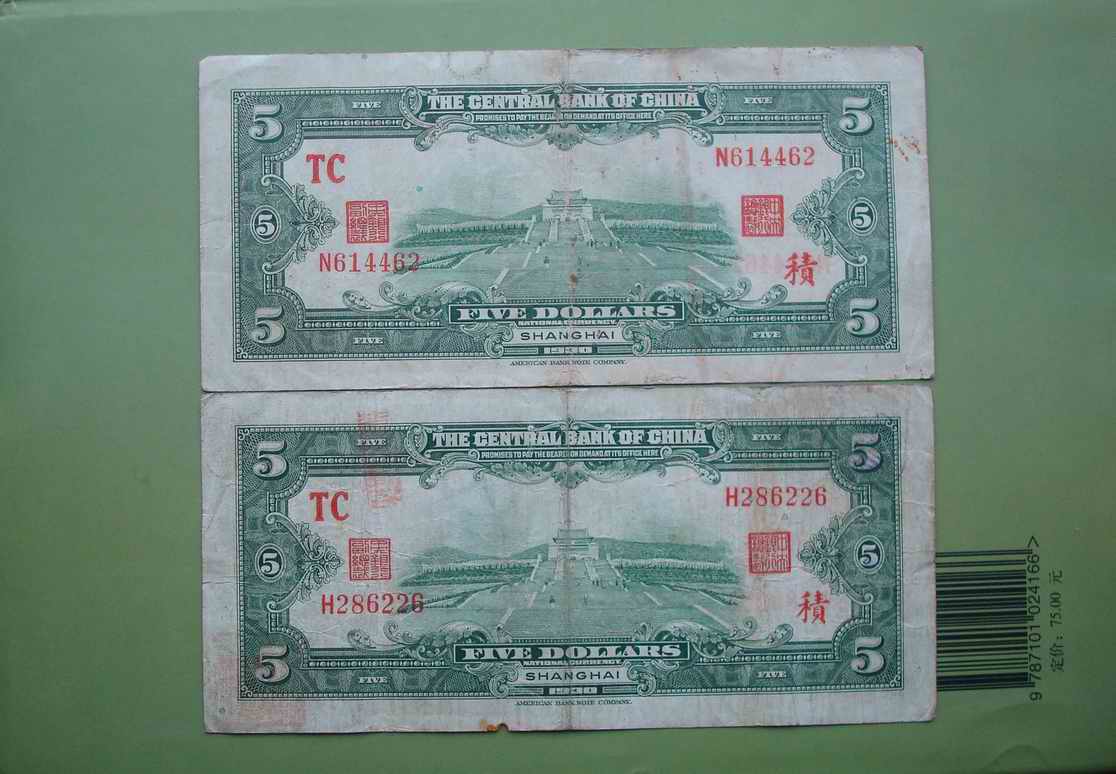 FIVE THE CENTRAL BANK OF CHINA FIVE
PROMISES TO PAY THE BEARER ON DEMAND AT ITS OFFICE HERE
5 5
TC N614462
5 5
N614462 積
5 FIVE DOLLARS 5
NATIONAL CURRENCY
FIVE SHANGHAI FIVE
1930
AMERICAN BANK NOTE COMPANY.
FIVE THE CENTRAL BANK OF CHINA FIVE
PROMISES TO PAY THE BEARER ON DEMAND AT ITS OFFICE HERE
5 5
TC H286226
5 5
H286226 積
5 FIVE DOLLARS 5
NATIONAL CURRENCY
FIVE SHANGHAI FIVE
1930
AMERICAN BANK NOTE COMPANY.
9 787101 024166 >
定价：75.00 元